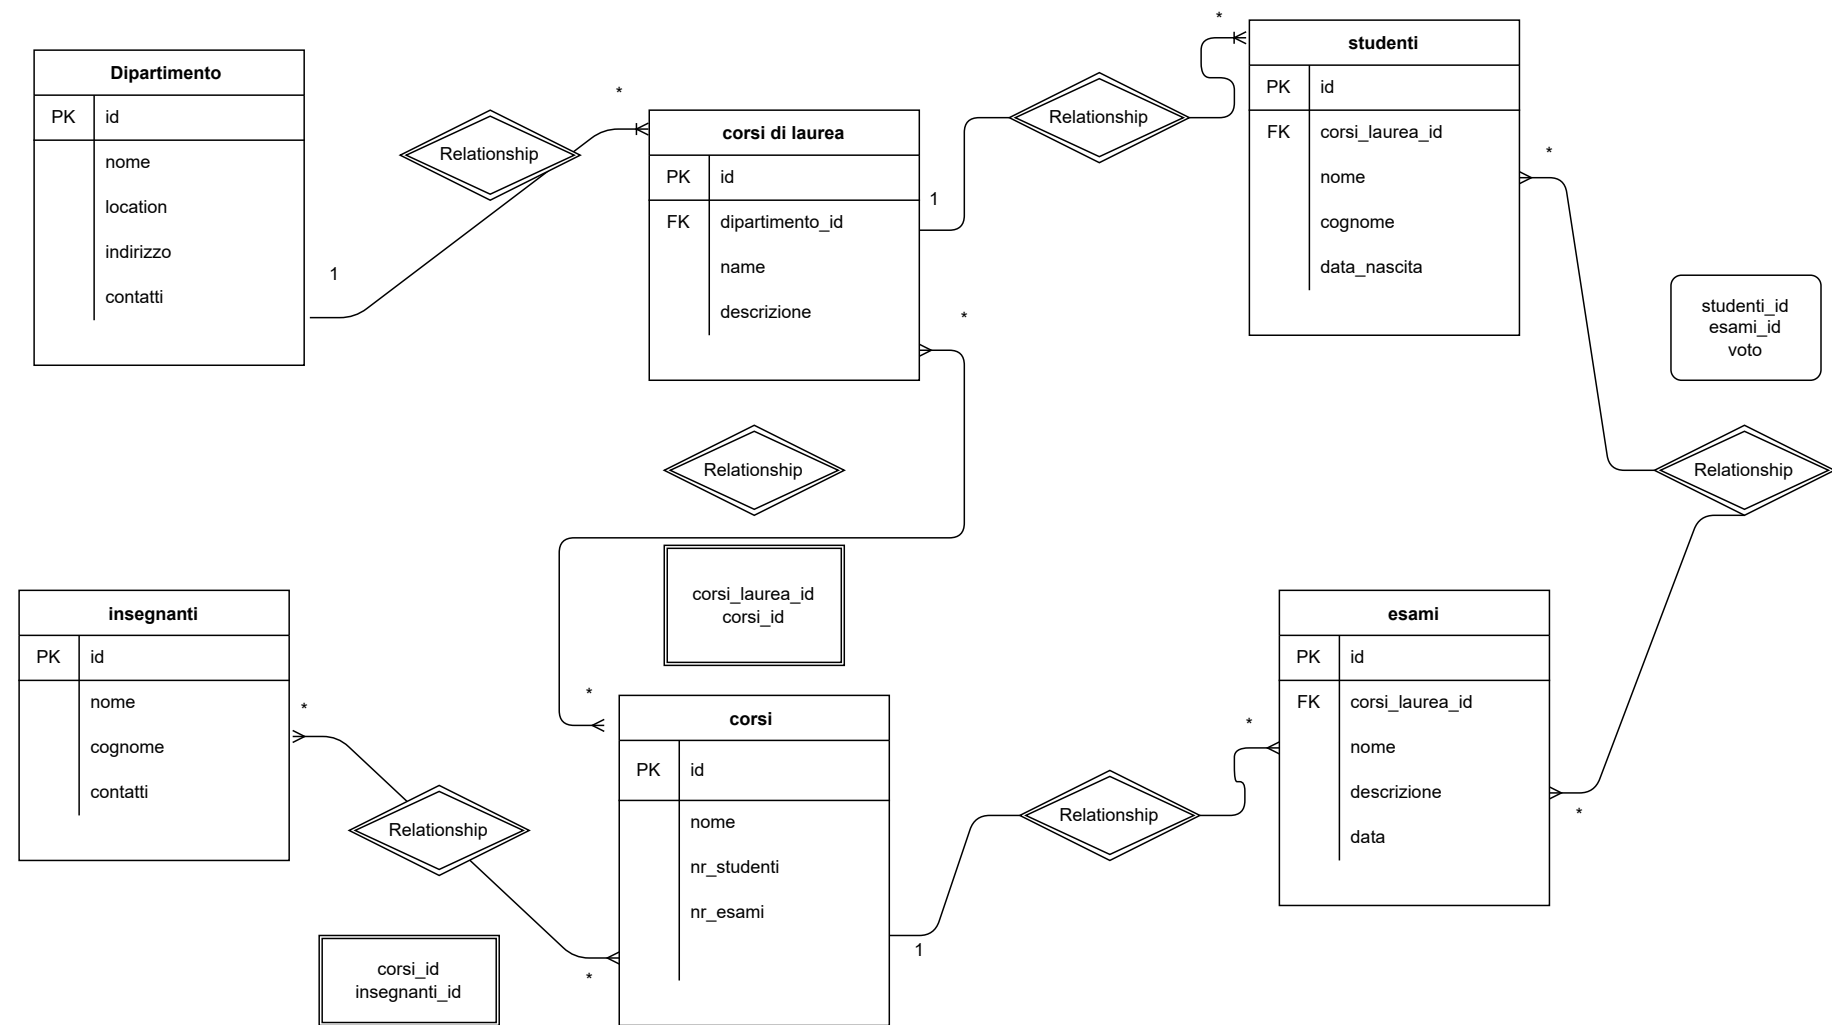 Dipartimento
PK id
nome
location
indirizzo
contatti
1
Relationship
*
corsi di laurea
PK id
FK dipartimento_id
name
descrizione
1
*
Relationship
*
studenti
PK id
FK corsi_laurea_id
nome
cognome
data_nascita
*
studenti_id
esami_id
voto
Relationship
Relationship
corsi_laurea_id
corsi_id
insegnanti
PK id
nome
cognome
contatti
*
Relationship
corsi_id
insegnanti_id
*
*
corsi
PK id
nome
nr_studenti
nr_esami
1
Relationship
*
esami
PK id
FK corsi_laurea_id
nome
descrizione
data
*